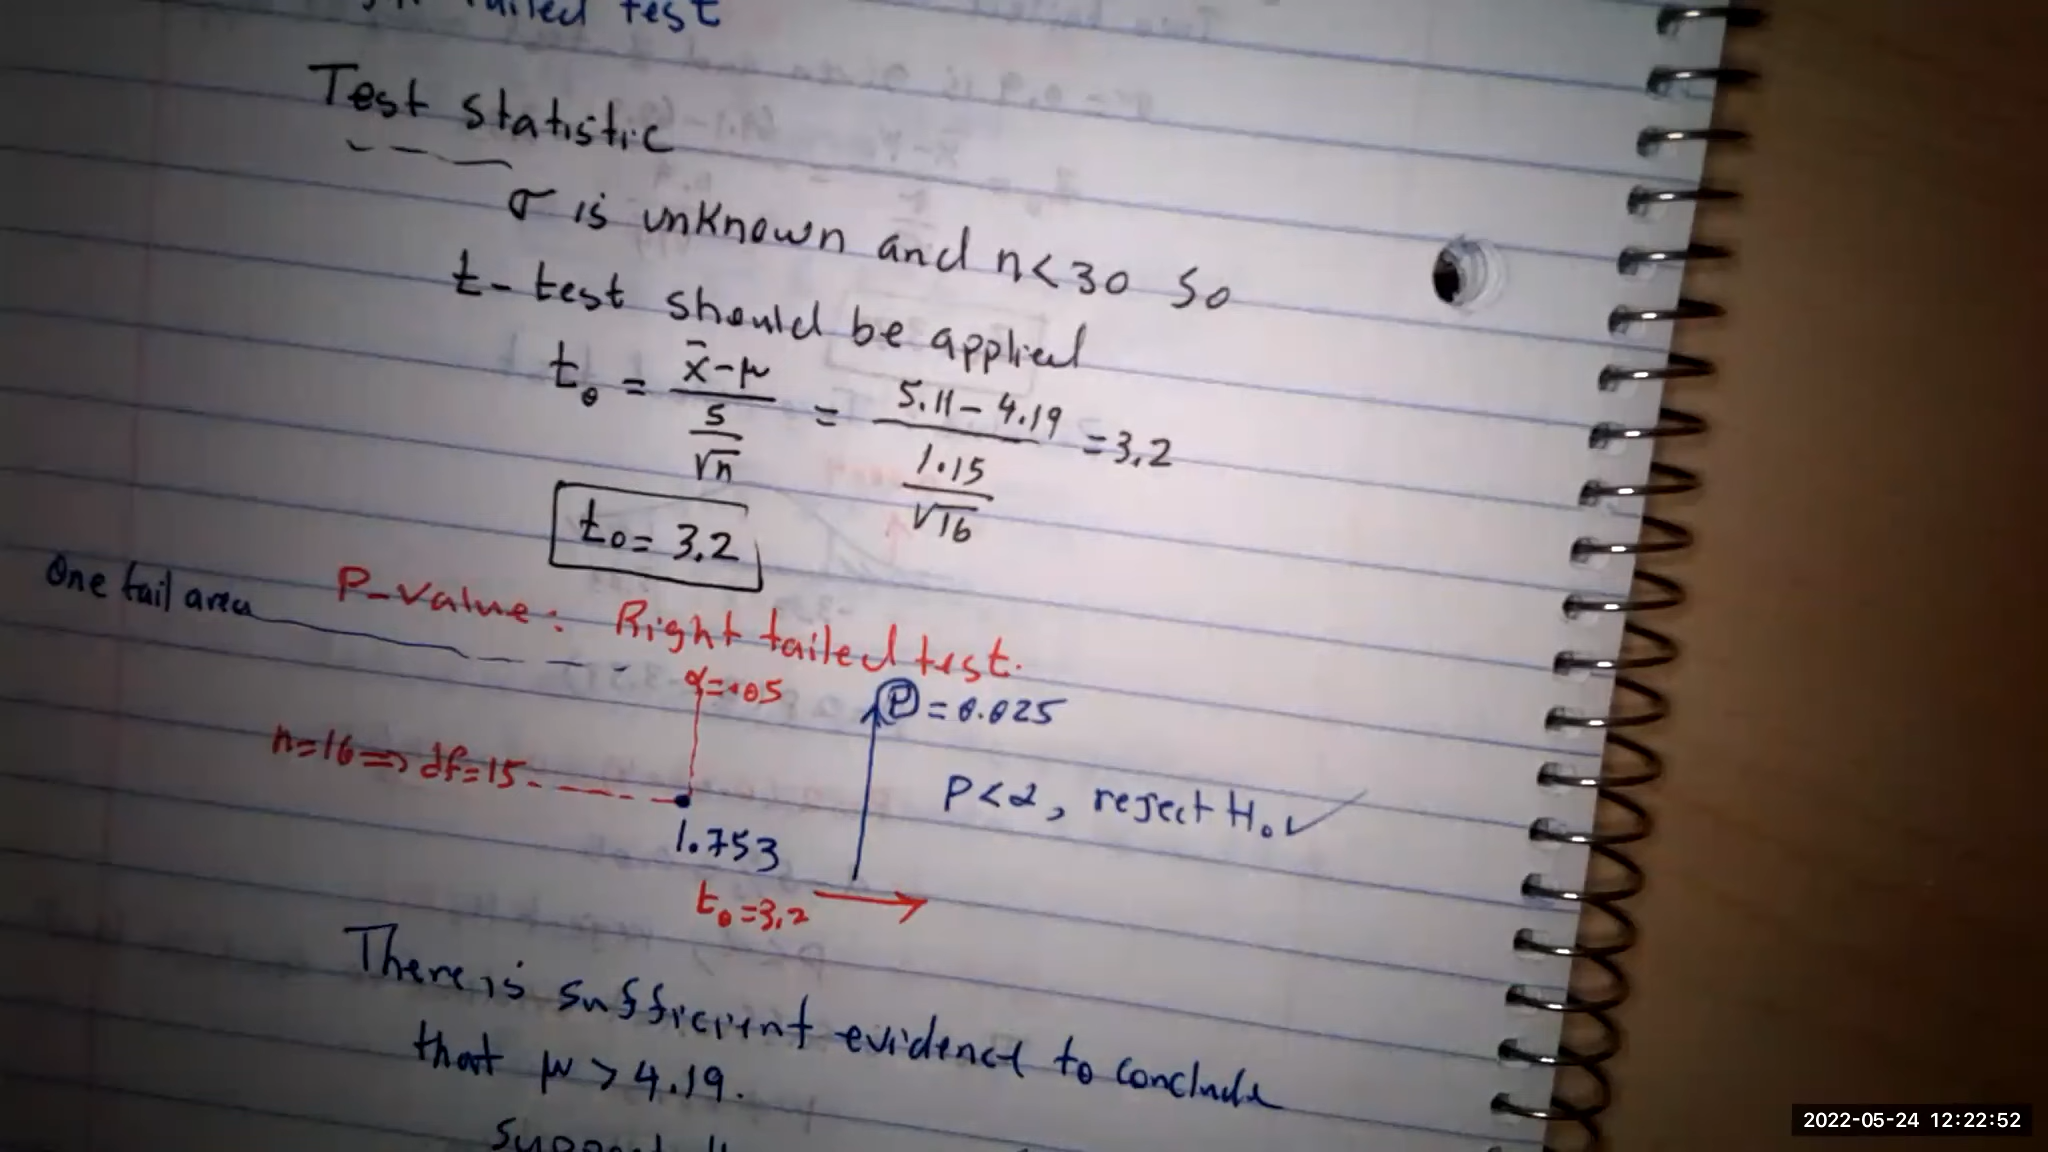 tailed test
Test statistic
σ is unknown and n<30 so
t-test should be applied
t₀ = (x̄-μ)/(s/√n) = (5.11-4.19)/(1.15/√16) = 3.2
t₀ = 3.2
One tail area
P-value: Right tailed test.
α=.05
P = 0.025
n=16 => df=15
P<α, reject H₀ ✓
1.753
t₀=3.2
There is sufficient evidence to conclude
that μ > 4.19.
2022-05-24 12:22:52